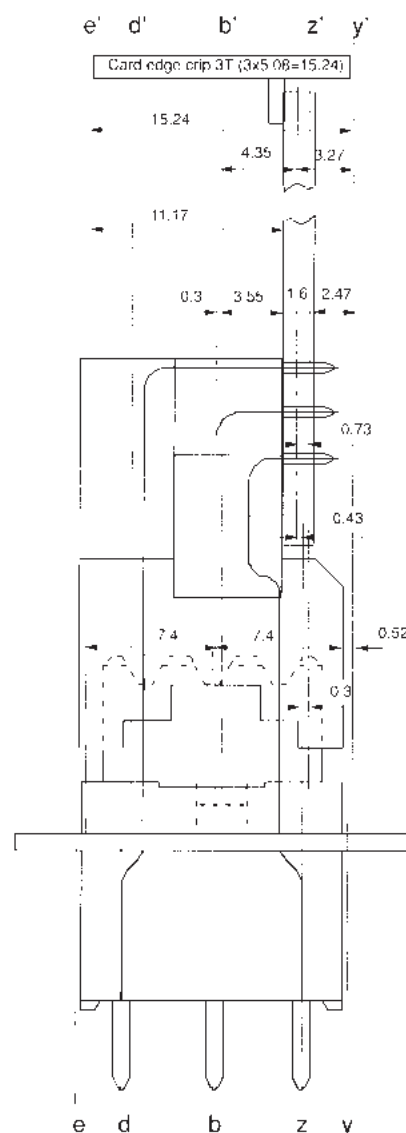 e' d' b' z' y'
Card edge crip 3T (3x5.08=15.24)
15.24
4.35 3.27
11.17
0.3 3.55 1.6 2.47
0.73
0.43
7.4 7.4 0.52
0.3
e d b z y